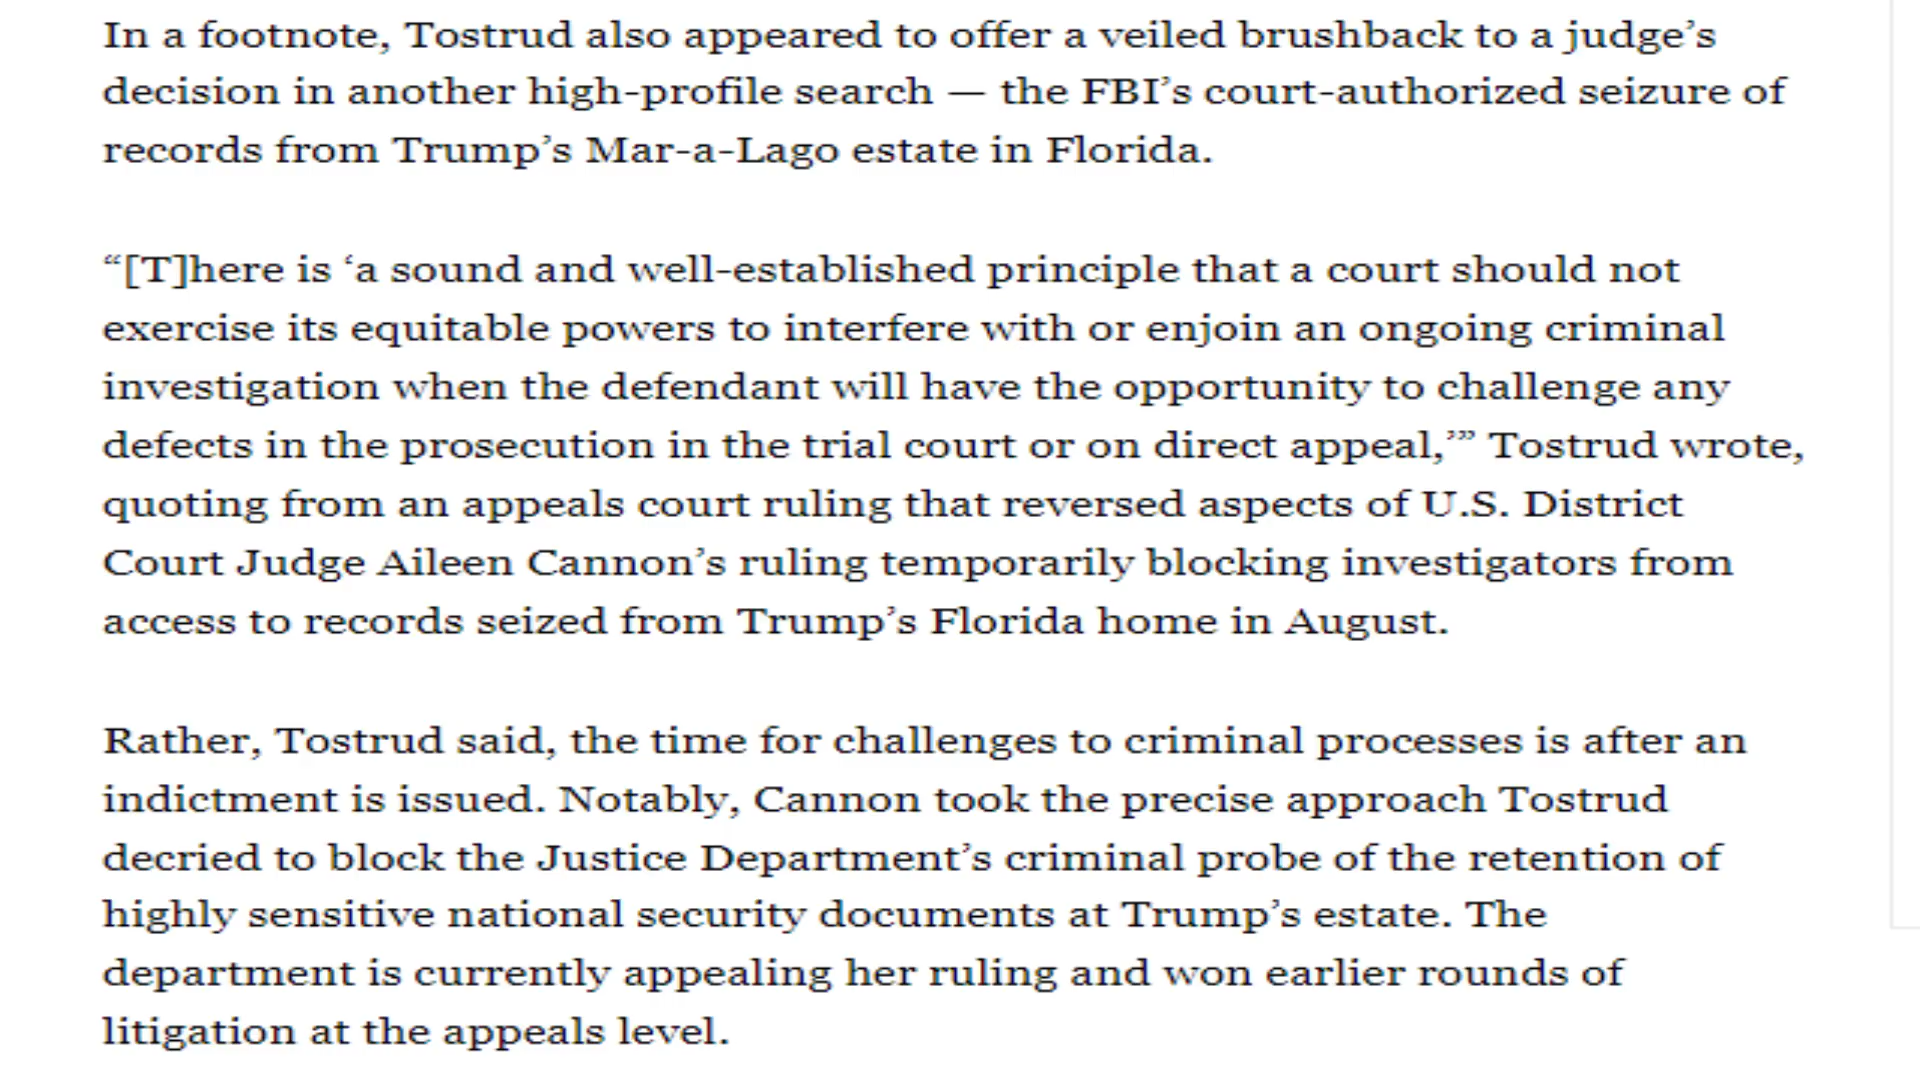 In a footnote, Tostrud also appeared to offer a veiled brushback to a judge’s
decision in another high-profile search — the FBI’s court-authorized seizure of
records from Trump’s Mar-a-Lago estate in Florida.
“[T]here is ‘a sound and well-established principle that a court should not
exercise its equitable powers to interfere with or enjoin an ongoing criminal
investigation when the defendant will have the opportunity to challenge any
defects in the prosecution in the trial court or on direct appeal,’” Tostrud wrote,
quoting from an appeals court ruling that reversed aspects of U.S. District
Court Judge Aileen Cannon’s ruling temporarily blocking investigators from
access to records seized from Trump’s Florida home in August.
Rather, Tostrud said, the time for challenges to criminal processes is after an
indictment is issued. Notably, Cannon took the precise approach Tostrud
decried to block the Justice Department’s criminal probe of the retention of
highly sensitive national security documents at Trump’s estate. The
department is currently appealing her ruling and won earlier rounds of
litigation at the appeals level.